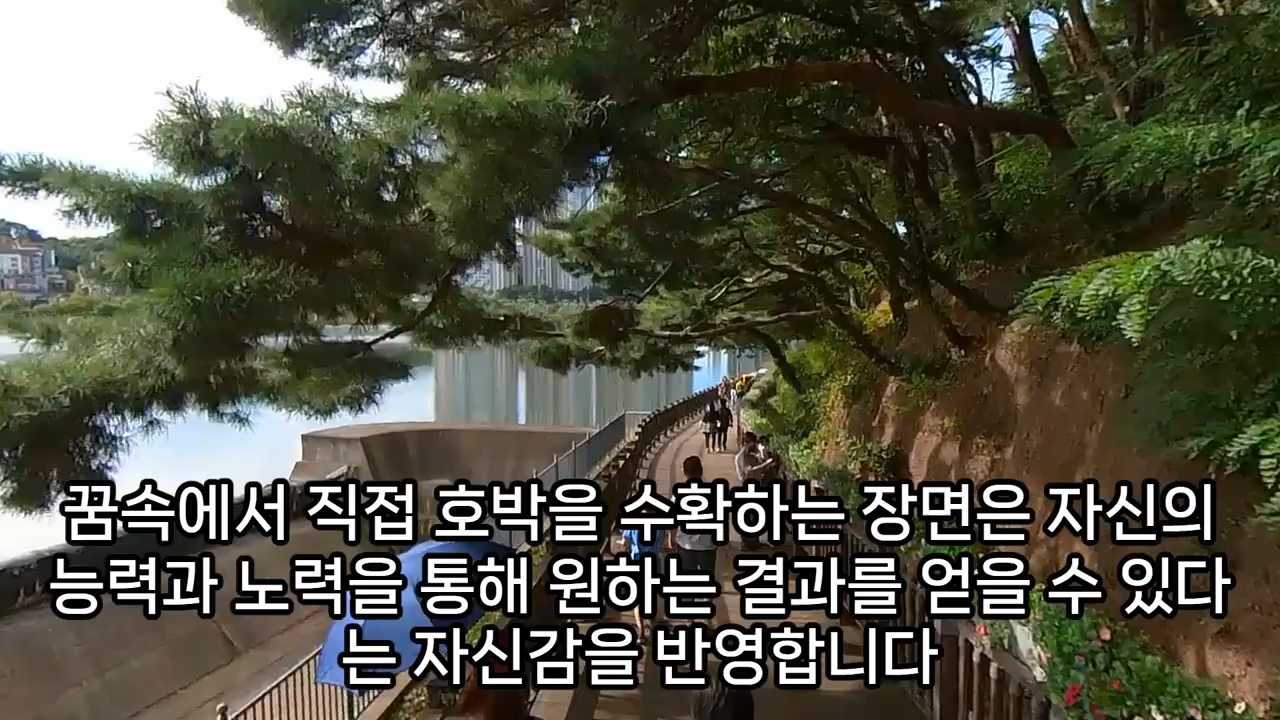 꿈속에서 직접 호박을 수확하는 장면은 자신의
능력과 노력을 통해 원하는 결과를 얻을 수 있다
는 자신감을 반영합니다